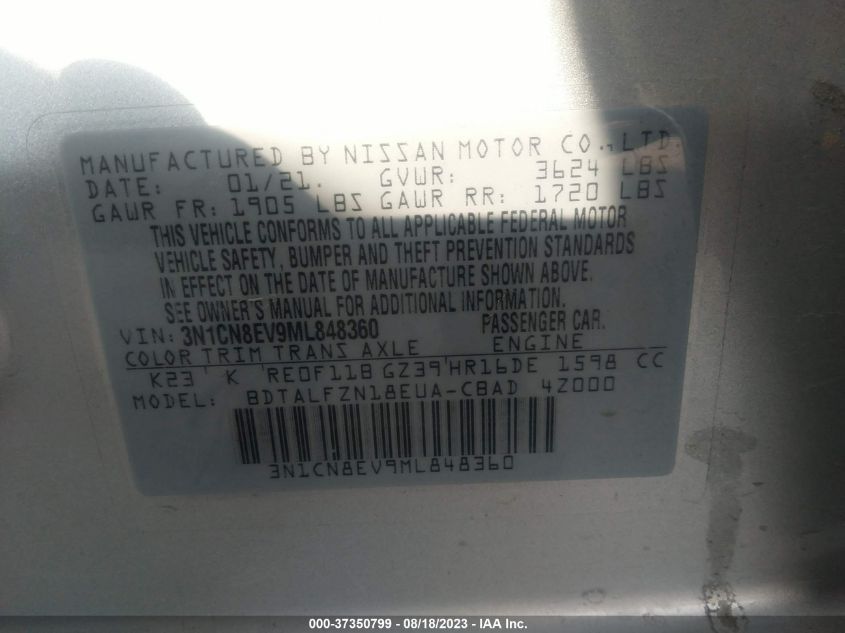 MANUFACTURED BY NISSAN MOTOR CO., LTD.
DATE: 01/21. GVWR: 3624 LBS
GAWR FR: 1905 LBS GAWR RR: 1720 LBS
THIS VEHICLE CONFORMS TO ALL APPLICABLE FEDERAL MOTOR
VEHICLE SAFETY, BUMPER AND THEFT PREVENTION STANDARDS
IN EFFECT ON THE DATE OF MANUFACTURE SHOWN ABOVE.
SEE OWNER'S MANUAL FOR ADDITIONAL INFORMATION.
VIN: 3N1CN8EV9ML848360 PASSENGER CAR.
COLOR TRIM TRANS AXLE ENGINE
K23 ' K 'RE0F11B GZ39'HR16DE 1598 CC
MODEL: BDTALFZN18EUA-CBAD 4Z000
3N1CN8EV9ML848360
000-37350799 - 08/18/2023 - IAA Inc.